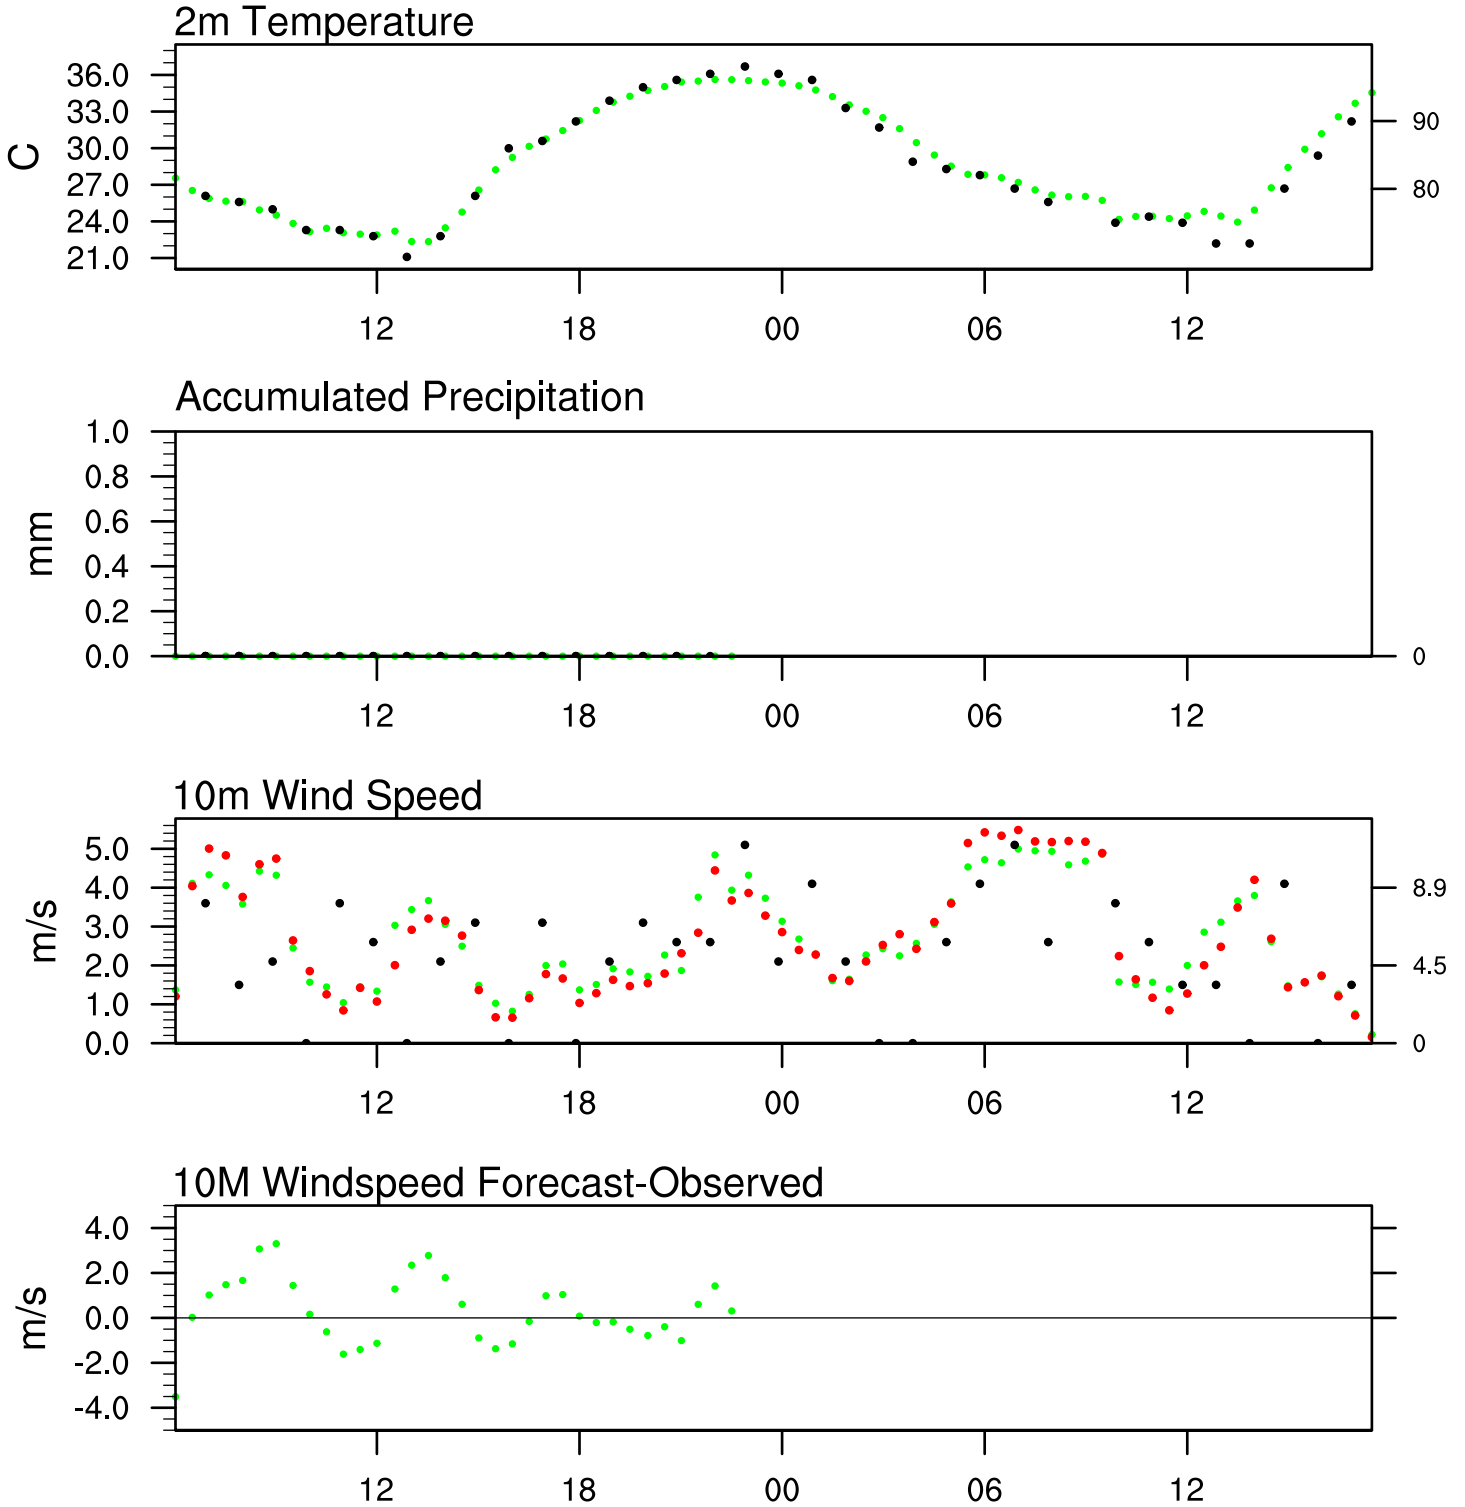 2m Temperature
36.0
33.0
30.0
27.0
24.0
21.0
C
90
80
12 18 00 06 12
Accumulated Precipitation
1.0
0.8
0.6
0.4
0.2
0.0
mm
0
12 18 00 06 12
10m Wind Speed
5.0
4.0
3.0
2.0
1.0
0.0
m/s
8.9
4.5
0
12 18 00 06 12
10M Windspeed Forecast-Observed
4.0
2.0
0.0
-2.0
-4.0
m/s
12 18 00 06 12